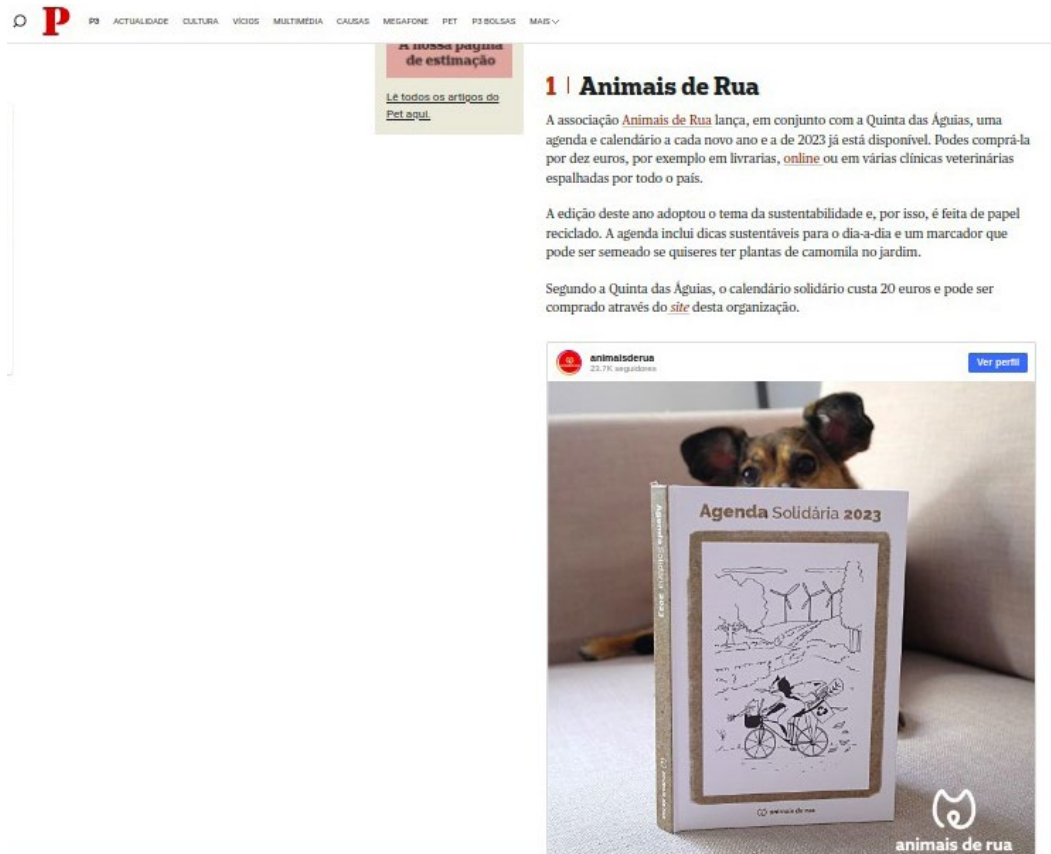 P
P3 ACTUALIDADE CULTURA VÍCIOS MULTIMÉDIA CAUSAS MEGAFONE PET P3 BOLSAS MAIS
A nossa página
de estimação
Lê todos os artigos do
Pet aqui.
1 | Animais de Rua
A associação Animais de Rua lança, em conjunto com a Quinta das Águias, uma
agenda e calendário a cada novo ano e a de 2023 já está disponível. Podes comprá-la
por dez euros, por exemplo em livrarias, online ou em várias clínicas veterinárias
espalhadas por todo o país.
A edição deste ano adoptou o tema da sustentabilidade e, por isso, é feita de papel
reciclado. A agenda inclui dicas sustentáveis para o dia-a-dia e um marcador que
pode ser semeado se quiseres ter plantas de camomila no jardim.
Segundo a Quinta das Águias, o calendário solidário custa 20 euros e pode ser
comprado através do site desta organização.
animaisderua
23.7K seguidores
Ver perfil
Agenda Solidária 2023
Agenda Solidária 2023
animais de rua
animais de rua